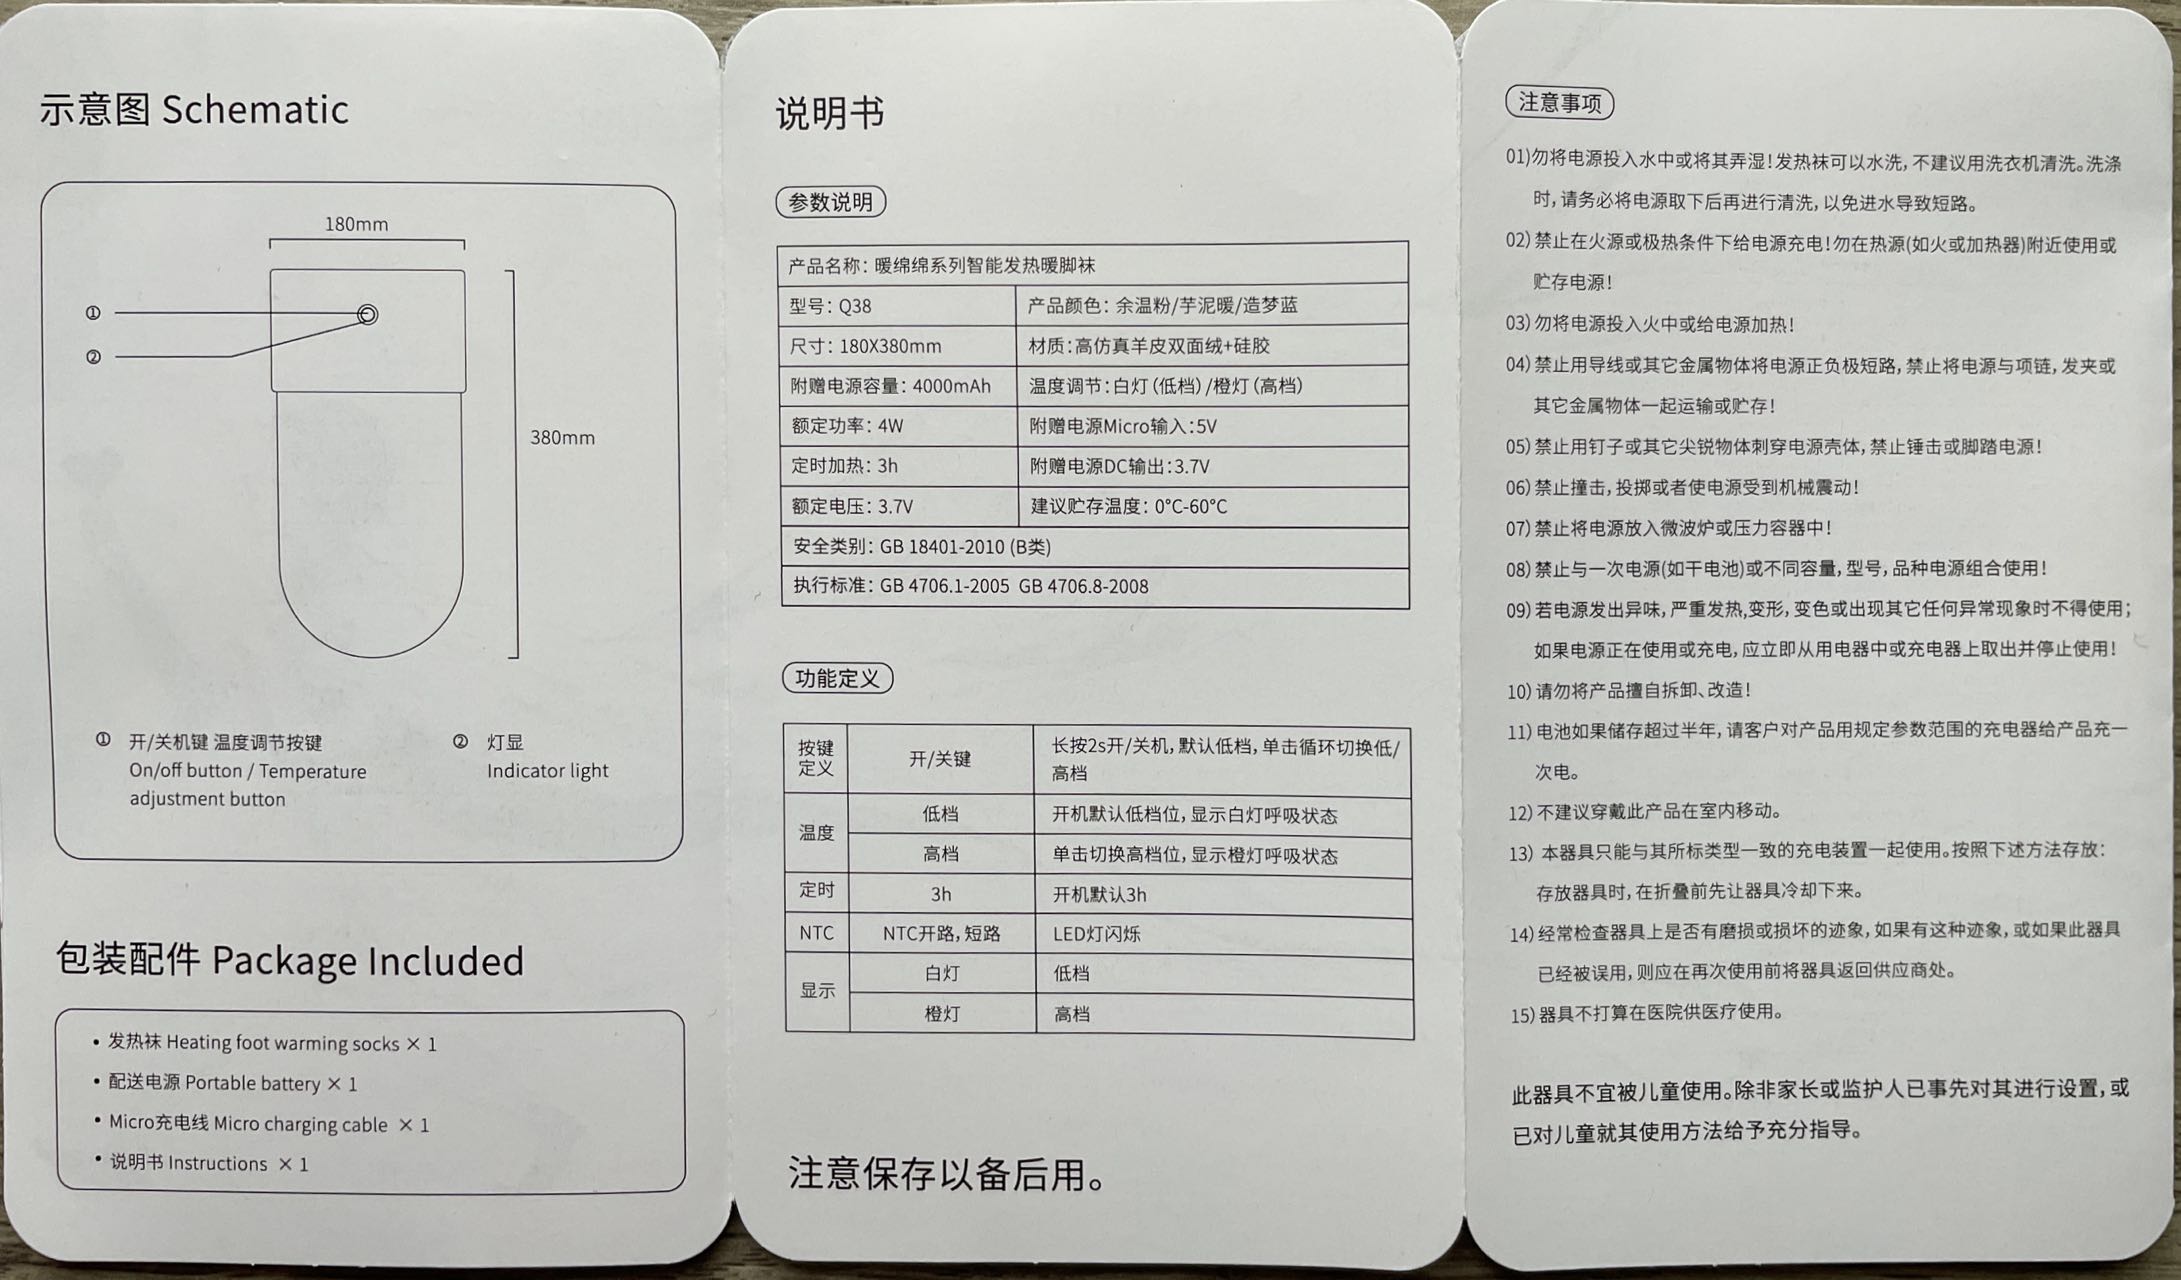 示意图 Schematic
180mm
①
②
380mm
① 开/关机键 温度调节按键
On/off button / Temperature
adjustment button
② 灯显
Indicator light
包装配件 Package Included
• 发热袜 Heating foot warming socks × 1
• 配送电源 Portable battery × 1
• Micro充电线 Micro charging cable × 1
• 说明书 Instructions × 1
说明书
参数说明
产品名称：暖绵绵系列智能发热暖脚袜
型号：Q38 产品颜色：余温粉/芋泥暖/造梦蓝
尺寸：180X380mm 材质：高仿真羊皮双面绒+硅胶
附赠电源容量：4000mAh 温度调节：白灯（低档）/橙灯（高档）
额定功率：4W 附赠电源Micro输入：5V
定时加热：3h 附赠电源DC输出：3.7V
额定电压：3.7V 建议贮存温度：0°C-60°C
安全类别：GB 18401-2010 (B类)
执行标准：GB 4706.1-2005 GB 4706.8-2008
功能定义
按键定义 开/关键 长按2s开/关机，默认低档，单击循环切换低/
高档
温度 低档 开机默认低档位，显示白灯呼吸状态
高档 单击切换高档位，显示橙灯呼吸状态
定时 3h 开机默认3h
NTC NTC开路，短路 LED灯闪烁
显示 白灯 低档
橙灯 高档
注意保存以备后用。
注意事项
01)勿将电源投入水中或将其弄湿！发热袜可以水洗，不建议用洗衣机清洗。洗涤
时，请务必将电源取下后再进行清洗，以免进水导致短路。
02)禁止在火源或极热条件下给电源充电！勿在热源(如火或加热器)附近使用或
贮存电源！
03)勿将电源投入火中或给电源加热！
04)禁止用导线或其它金属物体将电源正负极短路，禁止将电源与项链，发夹或
其它金属物体一起运输或贮存！
05)禁止用钉子或其它尖锐物体刺穿电源壳体，禁止锤击或脚踏电源！
06)禁止撞击，投掷或者使电源受到机械震动！
07)禁止将电源放入微波炉或压力容器中！
08)禁止与一次电源(如干电池)或不同容量，型号，品种电源组合使用！
09)若电源发出异味，严重发热,变形，变色或出现其它任何异常现象时不得使用；
如果电源正在使用或充电，应立即从用电器中或充电器上取出并停止使用！
10)请勿将产品擅自拆卸、改造！
11)电池如果储存超过半年，请客户对产品用规定参数范围的充电器给产品充一
次电。
12)不建议穿戴此产品在室内移动。
13) 本器具只能与其所标类型一致的充电装置一起使用。按照下述方法存放：
存放器具时，在折叠前先让器具冷却下来。
14)经常检查器具上是否有磨损或损坏的迹象，如果有这种迹象，或如果此器具
已经被误用，则应在再次使用前将器具返回供应商处。
15)器具不打算在医院供医疗使用。
此器具不宜被儿童使用。除非家长或监护人已事先对其进行设置，或
已对儿童就其使用方法给予充分指导。